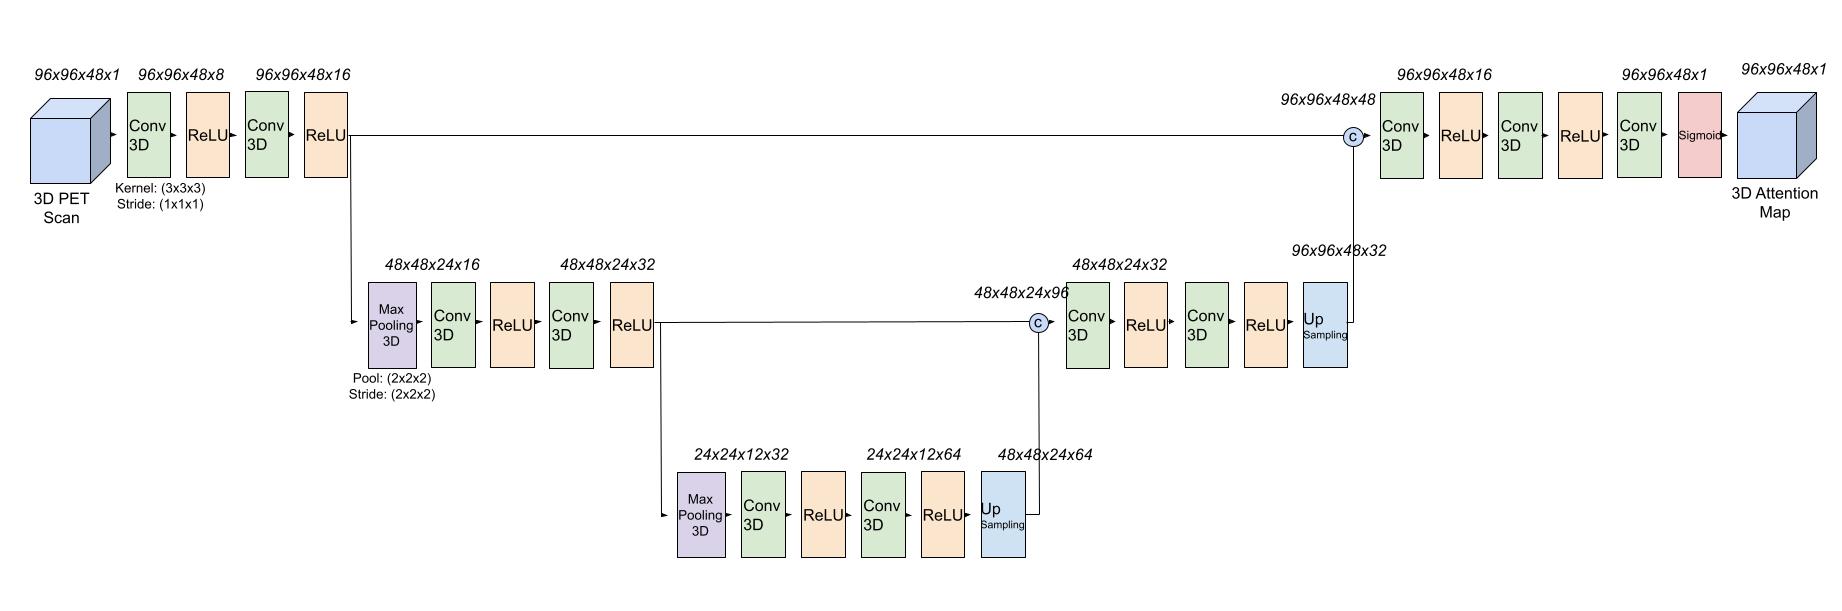 96x96x48x1
96x96x48x8
96x96x48x16
96x96x48x48
96x96x48x16
96x96x48x1
96x96x48x1
Conv
3D
ReLU
Conv
3D
ReLU
C
Conv
3D
ReLU
Conv
3D
ReLU
Conv
3D
Sigmoid
3D PET
Scan
Kernel: (3x3x3)
Stride: (1x1x1)
3D Attention
Map
48x48x24x16
48x48x24x32
48x48x24x96
48x48x24x32
96x96x48x32
Max
Pooling
3D
Conv
3D
ReLU
Conv
3D
ReLU
C
Conv
3D
ReLU
Conv
3D
ReLU
Up
Sampling
Pool: (2x2x2)
Stride: (2x2x2)
24x24x12x32
24x24x12x64
48x48x24x64
Max
Pooling
3D
Conv
3D
ReLU
Conv
3D
ReLU
Up
Sampling